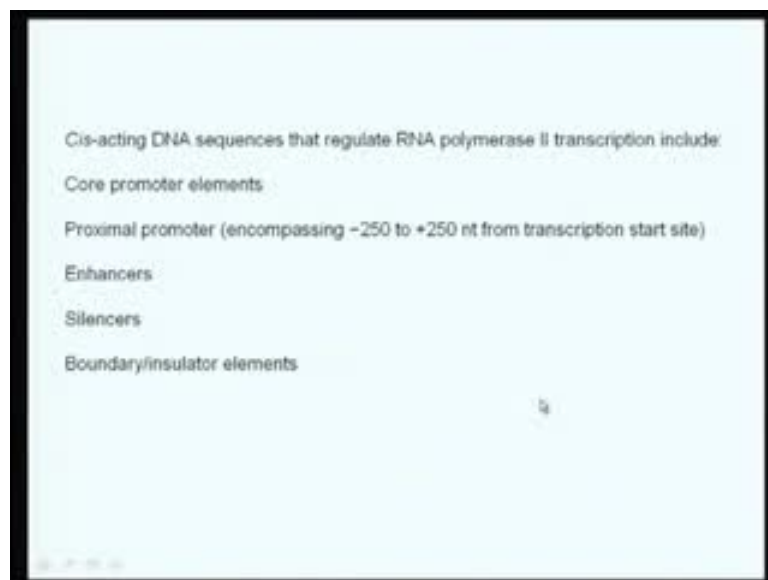 Cis-acting DNA sequences that regulate RNA polymerase II transcription include:
Core promoter elements
Proximal promoter (encompassing −250 to +250 nt from transcription start site)
Enhancers
Silencers
Boundary/insulator elements